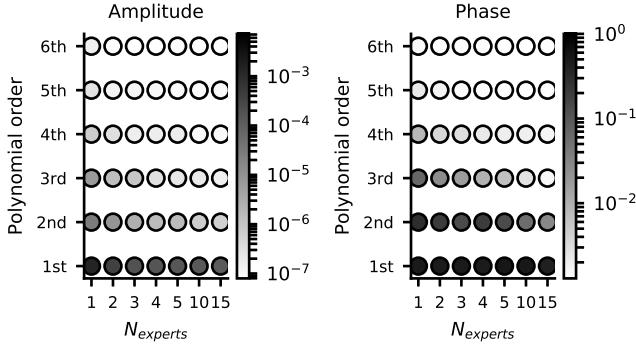 Amplitude
Polynomial order
6th
5th
4th
3rd
2nd
1st
1 2 3 4 5 10 15
N_experts
10^-3
10^-4
10^-5
10^-6
10^-7
Phase
Polynomial order
6th
5th
4th
3rd
2nd
1st
1 2 3 4 5 10 15
N_experts
10^0
10^-1
10^-2